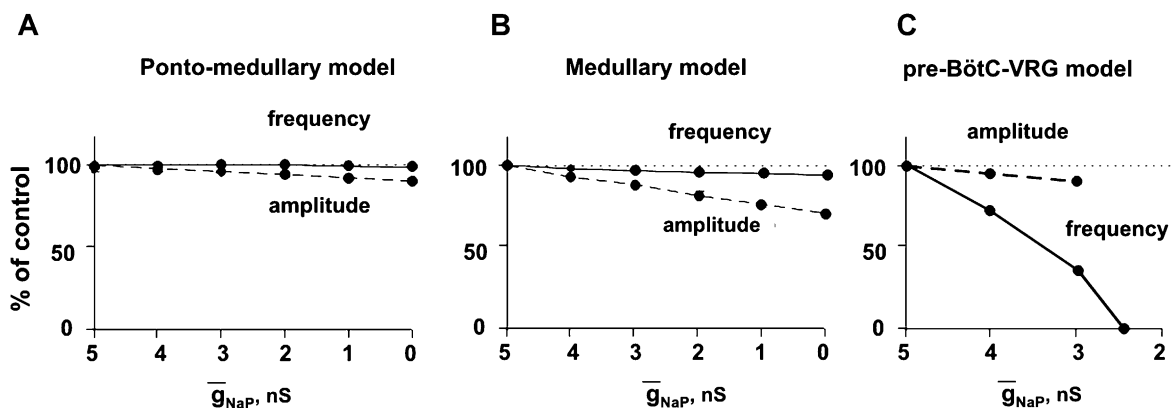 A
Ponto-medullary model
frequency
amplitude
% of control
100
50
0
5 4 3 2 1 0
g̅NaP, nS
B
Medullary model
frequency
amplitude
100
50
0
5 4 3 2 1 0
g̅NaP, nS
C
pre-BötC-VRG model
amplitude
frequency
100
50
0
5 4 3 2
g̅NaP, nS